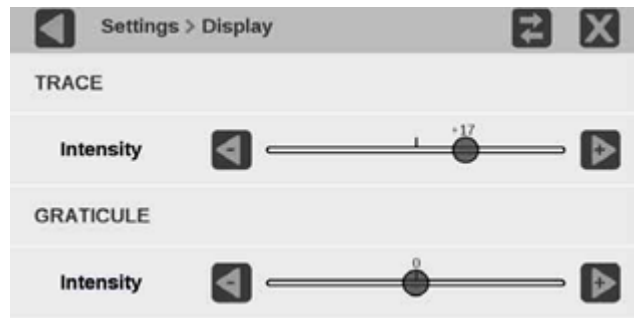 Settings > Display
TRACE
+17
Intensity - +
GRATICULE
0
Intensity - +